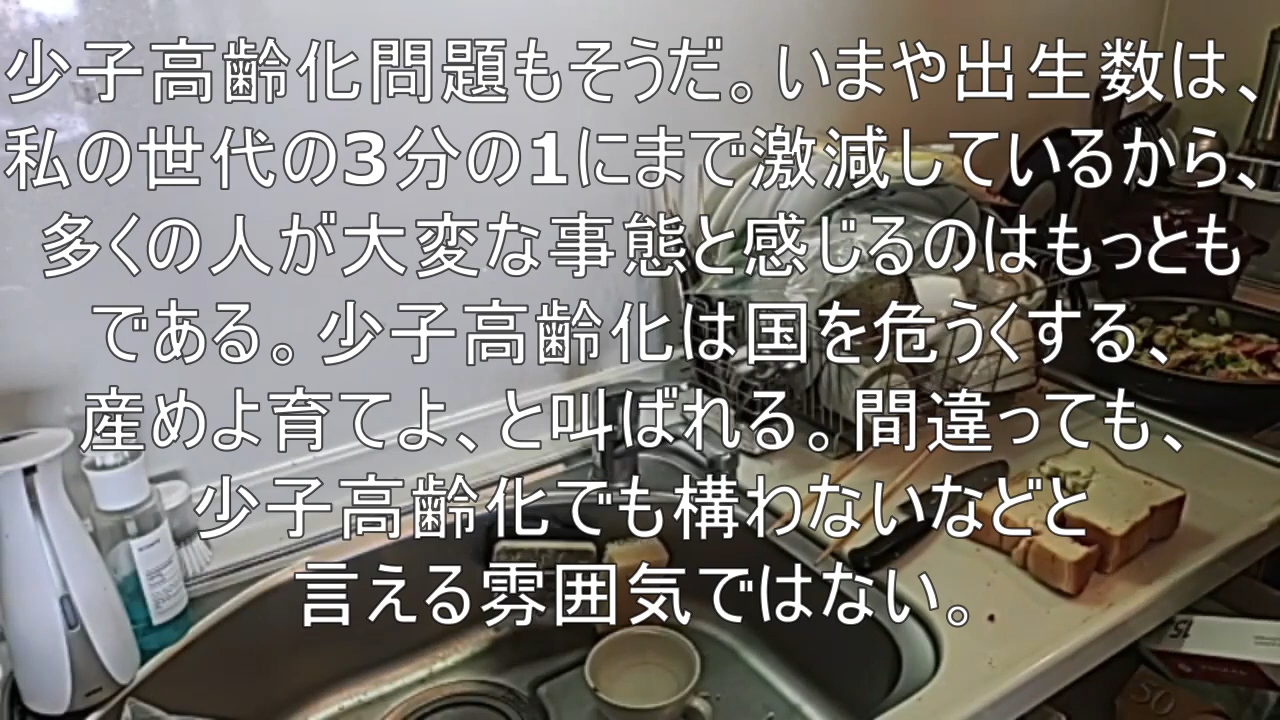 少子高齢化問題もそうだ。いまや出生数は、
私の世代の3分の1にまで激減しているから、
多くの人が大変な事態と感じるのはもっとも
である。少子高齢化は国を危うくする、
産めよ育てよ、と叫ばれる。間違っても、
少子高齢化でも構わないなどと
言える雰囲気ではない。
15
50